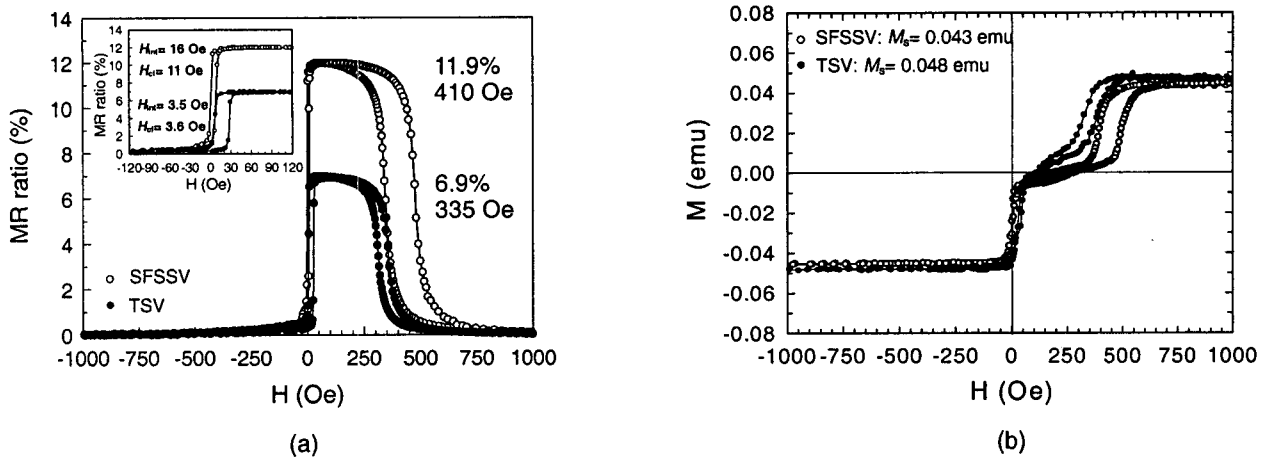 14
12
10
8
6
4
2
0
MR ratio (%)
-1000 -750 -500 -250 0 250 500 750 1000
H (Oe)
14
12
10
8
6
4
2
0
MR ratio (%)
Hint= 16 Oe
Hcf= 11 Oe
Hint= 3.5 Oe
Hcf= 3.6 Oe
-120 -90 -60 -30 0 30 60 90 120
H (Oe)
11.9%
410 Oe
6.9%
335 Oe
SFSSV
TSV
(a)
0.08
0.06
0.04
0.02
0.00
-0.02
-0.04
-0.06
-0.08
M (emu)
SFSSV: Ms= 0.043 emu
TSV: Ms= 0.048 emu
-1000 -750 -500 -250 0 250 500 750 1000
H (Oe)
(b)